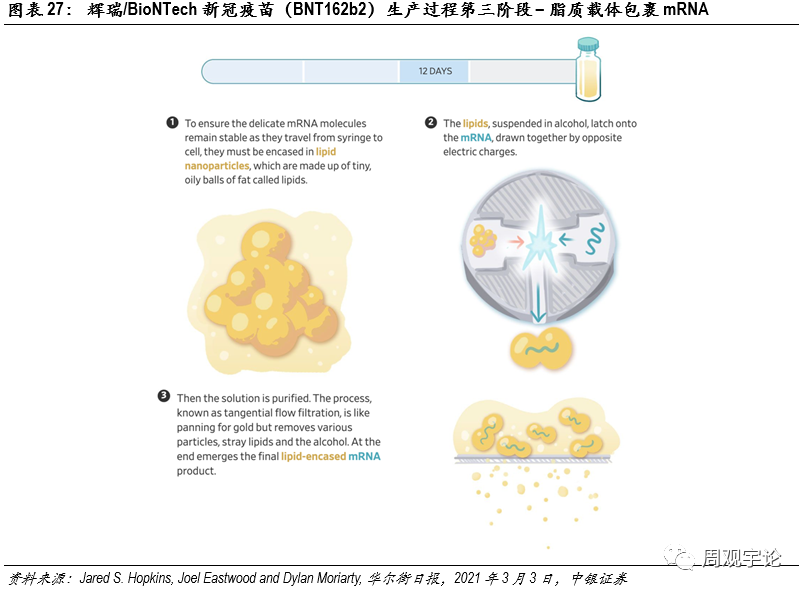 图表 27： 辉瑞/BioNTech 新冠疫苗（BNT162b2）生产过程第三阶段 – 脂质载体包裹 mRNA
12 DAYS
1 To ensure the delicate mRNA molecules
remain stable as they travel from syringe to
cell, they must be encased in lipid
nanoparticles, which are made up of tiny,
oily balls of fat called lipids.
2 The lipids, suspended in alcohol, latch onto
the mRNA, drawn together by opposite
electric charges.
3 Then the solution is purified. The process,
known as tangential flow filtration, is like
panning for gold but removes various
particles, stray lipids and the alcohol. At the
end emerges the final lipid-encased mRNA
product.
周观宇论
资料来源：Jared S. Hopkins, Joel Eastwood and Dylan Moriarty, 华尔街日报，2021 年 3 月 3 日，中银证券